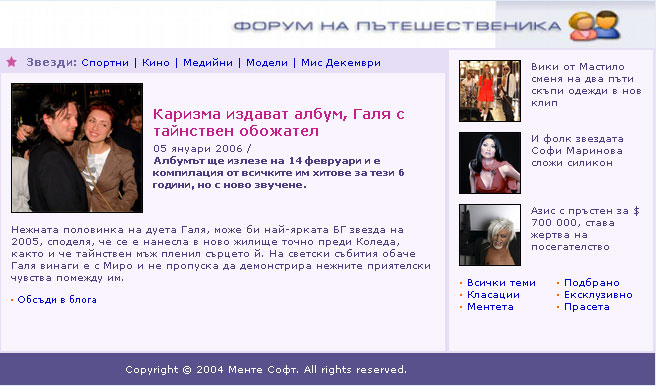 ФОРУМ НА ПЪТЕШЕСТВЕНИКА
Звезди: Спортни | Кино | Медийни | Модели | Мис Декември
Каризма издават албум, Галя с
тайнствен обожател
05 януари 2006 /
Албумът ще излезе на 14 февруари и е
компилация от всичките им хитове за тези 6
години, но с ново звучене.
Нежната половинка на дуета Галя, може би най-ярката БГ звезда на
2005, споделя, че се е нанесла в ново жилище точно преди Коледа,
както и че тайнствен мъж пленил сърцето й. На светски събития обаче
Галя винаги е с Миро и не пропуска да демонстрира нежните приятелски
чувства помежду им.
· Обсъди в блога
Вики от Мастило
сменя на два пъти
скъпи одежди в нов
клип
И фолк звездата
Софи Маринова
сложи силикон
Азис с пръстен за $
700 000, става
жертва на
посегателство
· Всички теми · Подбрано
· Класации · Ексклузивно
· Ментета · Прасета
Copyright © 2004 Менте Софт. All rights reserved.